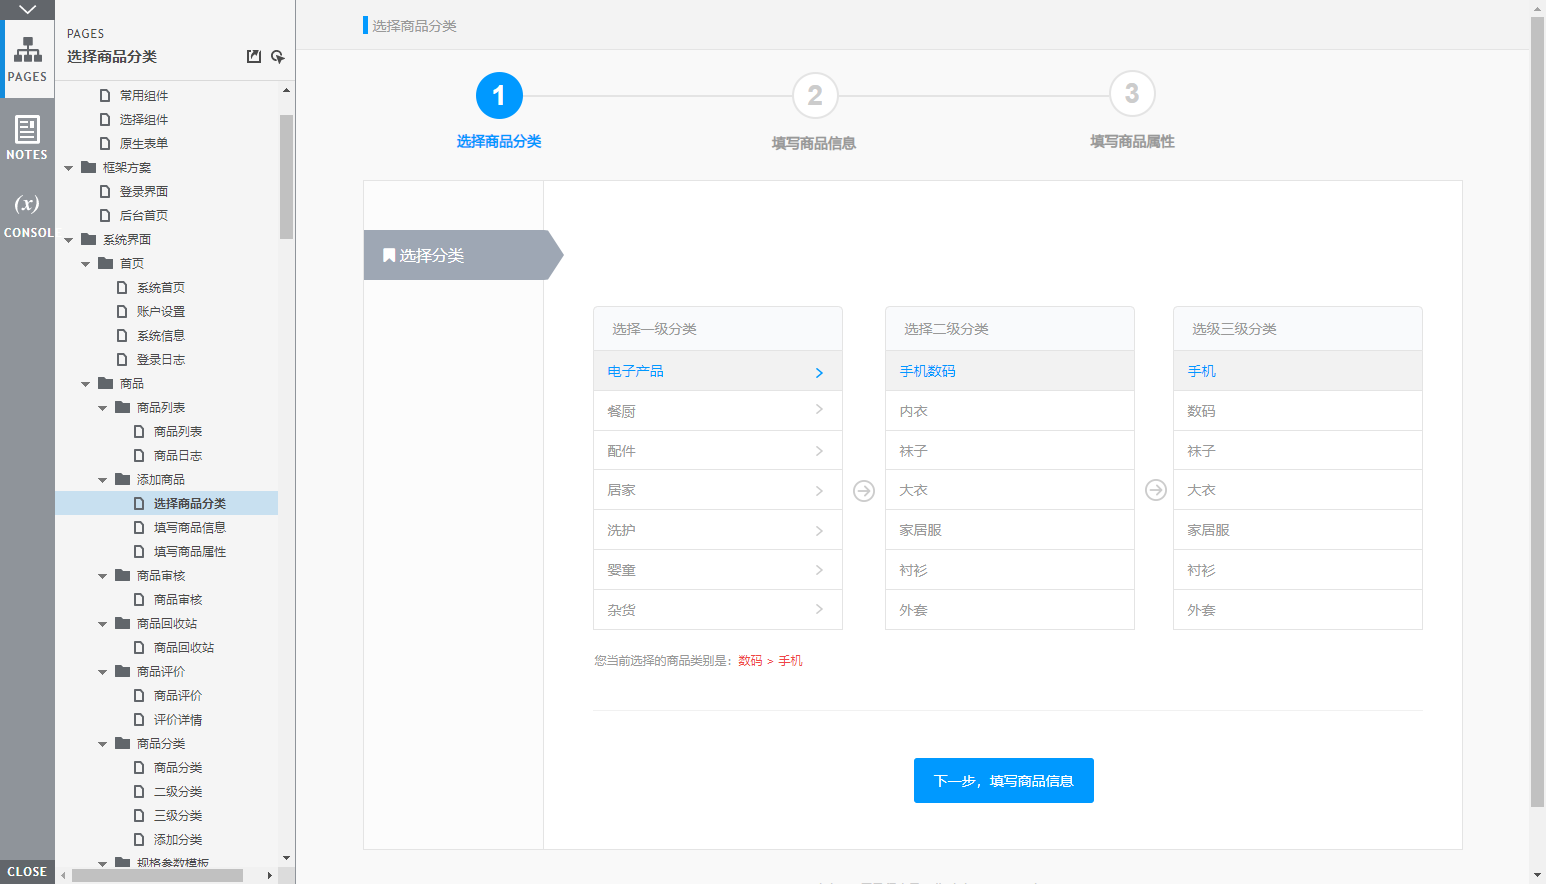 PAGES
选择商品分类
PAGES
NOTES
(x)
CONSOLE
CLOSE
常用组件
选择组件
原生表单
框架方案
登录界面
后台首页
系统界面
首页
系统首页
账户设置
系统信息
登录日志
商品
商品列表
商品列表
商品日志
添加商品
选择商品分类
填写商品信息
填写商品属性
商品审核
商品审核
商品回收站
商品回收站
商品评价
商品评价
评价详情
商品分类
商品分类
二级分类
三级分类
添加分类
规格参数模板
选择商品分类
1
2
3
选择商品分类
填写商品信息
填写商品属性
选择分类
选择一级分类
电子产品
餐厨
配件
居家
洗护
婴童
杂货
选择二级分类
手机数码
内衣
袜子
大衣
家居服
衬衫
外套
选级三级分类
手机
数码
袜子
大衣
家居服
衬衫
外套
您当前选择的商品类别是：数码 > 手机
下一步，填写商品信息